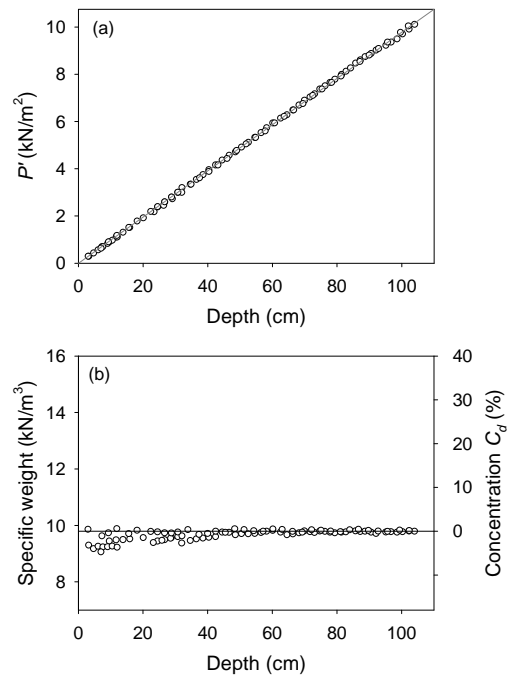 (a)
P' (kN/m²)
10
8
6
4
2
0
0 20 40 60 80 100
Depth (cm)
(b)
Specific weight (kN/m³)
16
14
12
10
8
Concentration C_d (%)
40
30
20
10
0
0 20 40 60 80 100
Depth (cm)